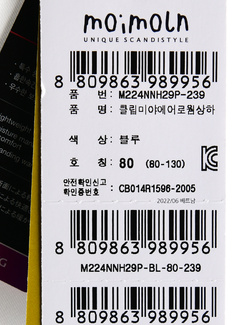 moimoln
UNIQUE SCANDISTYLE
8 809863 989956
품 번: M224NNH29P-239
품 명: 클림미야에어로웜상하
색 상: 블루
호 칭: 80 (80-130)
안전확인신고
확인증번호 : CB014R1596-2005
2022/06 베트남
8 809863 989956
M224NNH29P-BL-80-239
8 809863 989956